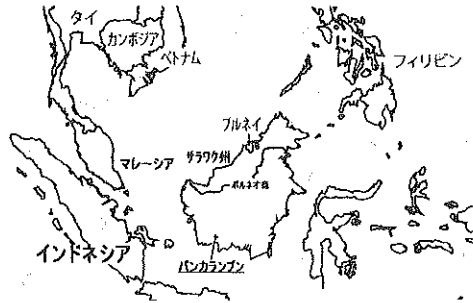 タイ
カンボジア
ベトナム
フィリピン
ブルネイ
サラワク州
マレーシア
ボルネオ島
インドネシア
パンカランブン